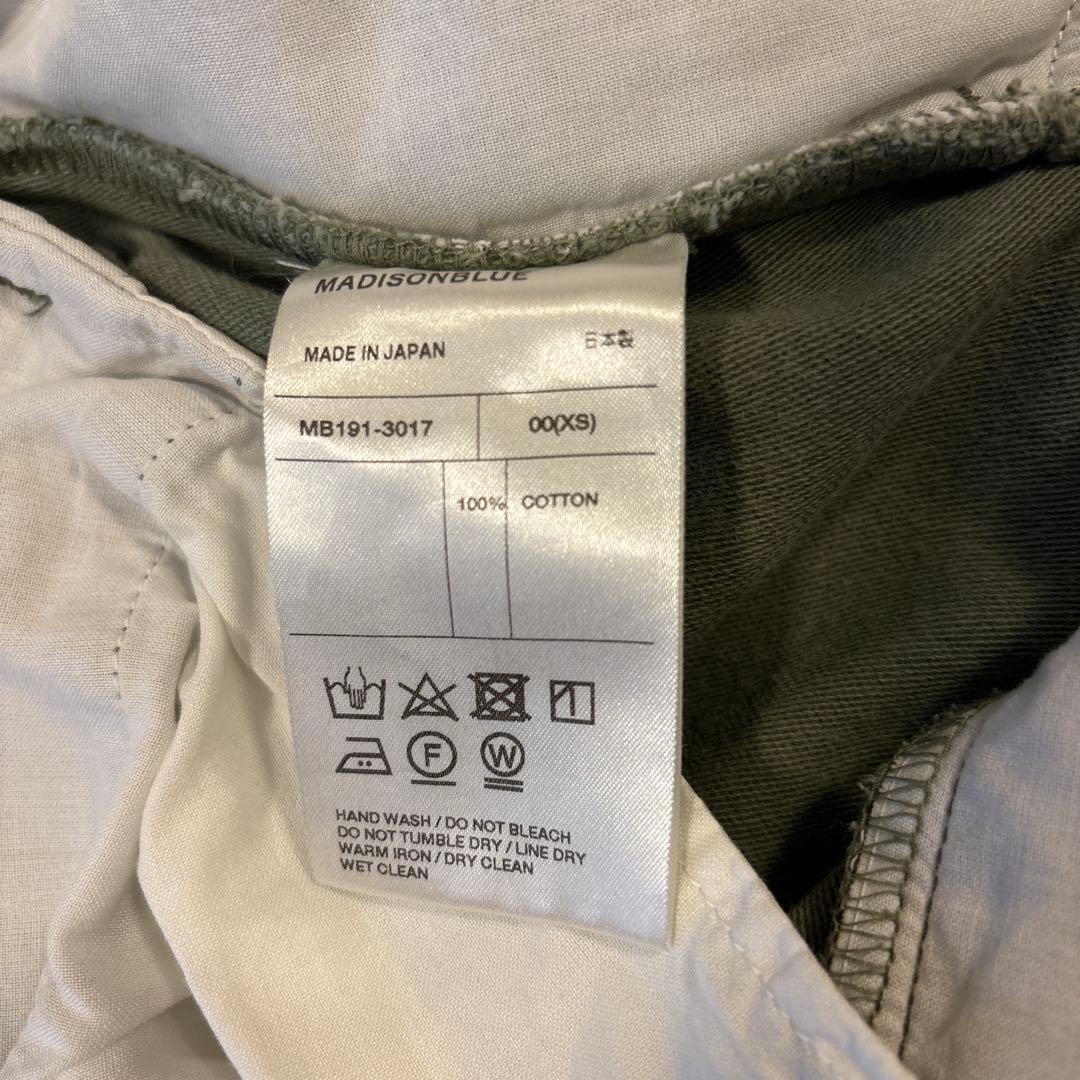 MADISONBLUE
MADE IN JAPAN 日本製
MB191-3017 00(XS)
100% COTTON
F W
HAND WASH / DO NOT BLEACH
DO NOT TUMBLE DRY / LINE DRY
WARM IRON / DRY CLEAN
WET CLEAN